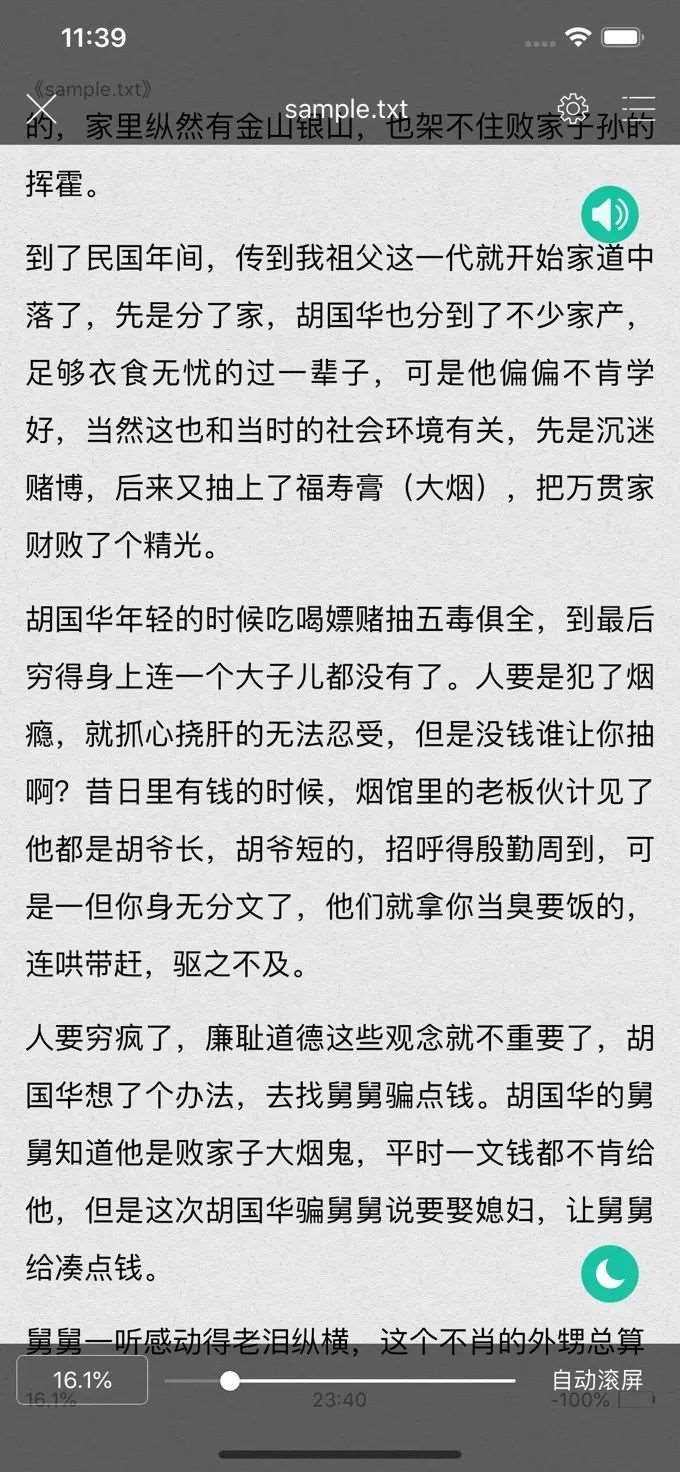 11:39
《sample.txt》
sample.txt
的，家里纵然有金山银山，也架不住败家子孙的
挥霍。
到了民国年间，传到我祖父这一代就开始家道中
落了，先是分了家，胡国华也分到了不少家产，
足够衣食无忧的过一辈子，可是他偏偏不肯学
好，当然这也和当时的社会环境有关，先是沉迷
赌博，后来又抽上了福寿膏（大烟），把万贯家
财败了个精光。
胡国华年轻的时候吃喝嫖赌抽五毒俱全，到最后
穷得身上连一个大子儿都没有了。人要是犯了烟
瘾，就抓心挠肝的无法忍受，但是没钱谁让你抽
啊？昔日里有钱的时候，烟馆里的老板伙计见了
他都是胡爷长，胡爷短的，招呼得殷勤周到，可
是一但你身无分文了，他们就拿你当臭要饭的，
连哄带赶，驱之不及。
人要穷疯了，廉耻道德这些观念就不重要了，胡
国华想了个办法，去找舅舅骗点钱。胡国华的舅
舅知道他是败家子大烟鬼，平时一文钱都不肯给
他，但是这次胡国华骗舅舅说要娶媳妇，让舅舅
给凑点钱。
舅舅一听感动得老泪纵横，这个不肖的外甥总算
16.1%
自动滚屏
16.1%
23:40
-100%